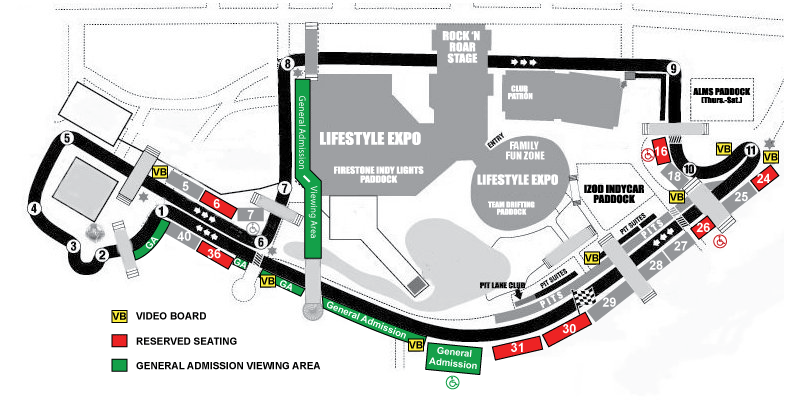 ROCK 'N
ROAR
STAGE
8
9
CLUB
PATRON
ALMS PADDOCK
(Thurs.-Sat.)
General Admission – Viewing Area
LIFESTYLE EXPO
FIRESTONE INDY LIGHTS
PADDOCK
ENTRY
FAMILY
FUN ZONE
LIFESTYLE EXPO
TEAM DRIFTING
PADDOCK
IZOD INDYCAR
PADDOCK
16
18
10
VB
11
VB
24
25
VB
26
27
28
29
5
VB
5
6
7
7
4
3
2
1
GA
40
36
6
GA
VB
GA
General Admission
VB
General
Admission
PIT LANE CLUB
PIT SUITES
PIT SUITES
PITS
PITS
VB
31
30
VB VIDEO BOARD
RESERVED SEATING
GENERAL ADMISSION VIEWING AREA